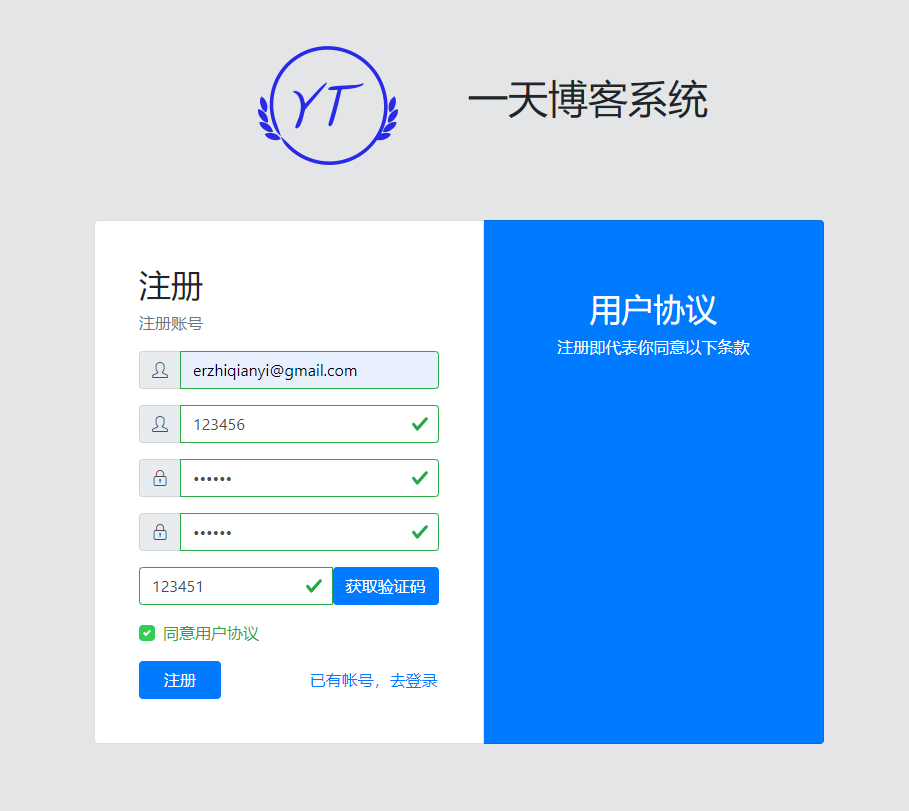 YT
一天博客系统
注册
注册账号
erzhiqianyi@gmail.com
123456
••••••
••••••
123451
获取验证码
同意用户协议
注册
已有帐号，去登录
用户协议
注册即代表你同意以下条款